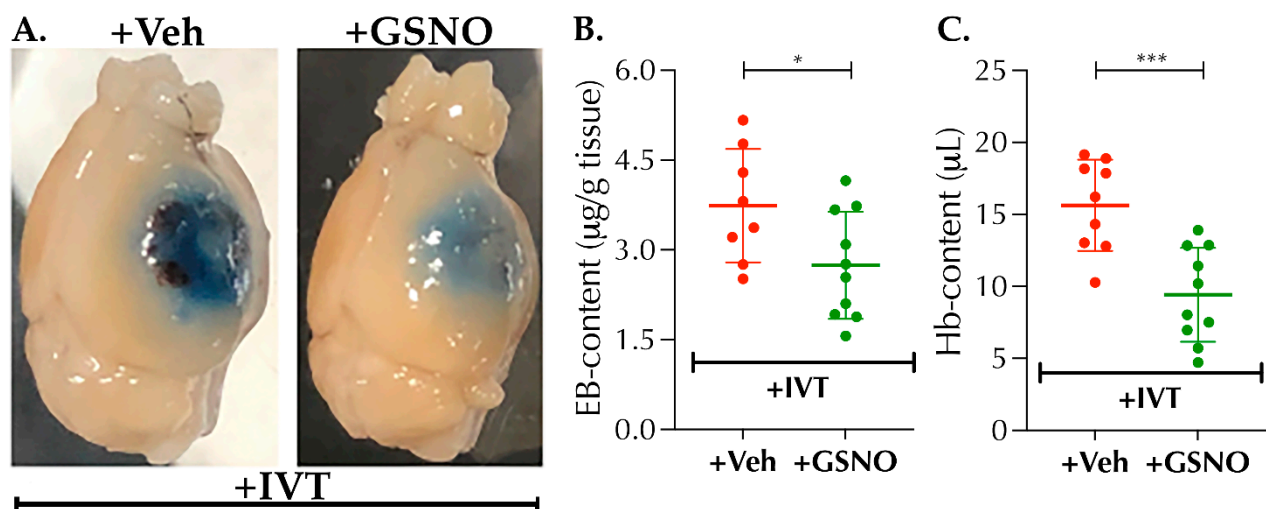 A.
+Veh
+GSNO
+IVT
B.
EB-content (µg/g tissue)
6.0
4.5
3.0
1.5
0.0
*
+IVT
+Veh
+GSNO
C.
Hb-content (µL)
25
20
15
10
5
0
***
+IVT
+Veh
+GSNO